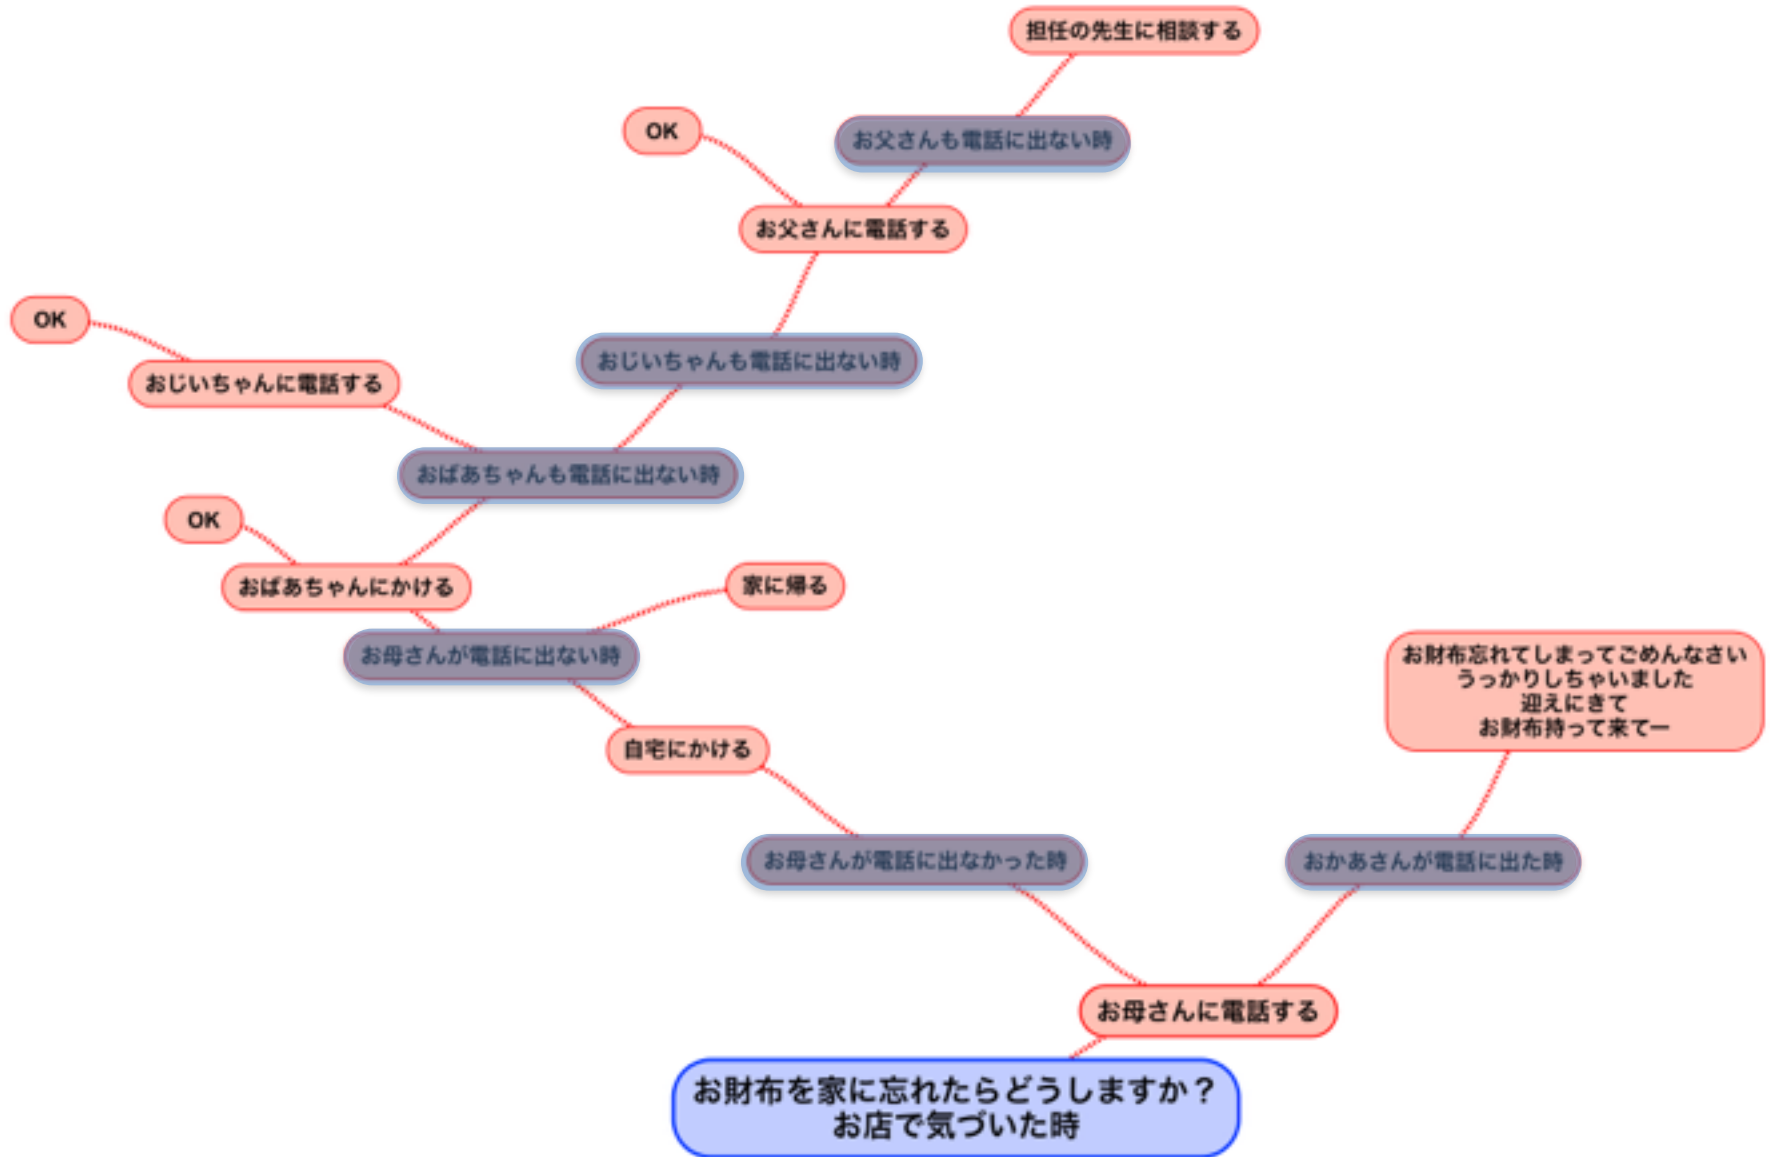 担任の先生に相談する
OK
お父さんも電話に出ない時
お父さんに電話する
OK
おじいちゃんも電話に出ない時
おじいちゃんに電話する
おばあちゃんも電話に出ない時
OK
おばあちゃんにかける
家に帰る
お母さんが電話に出ない時
お財布忘れてしまってごめんなさい
うっかりしちゃいました
迎えにきて
お財布持って来てー
自宅にかける
お母さんが電話に出なかった時
おかあさんが電話に出た時
お母さんに電話する
お財布を家に忘れたらどうしますか？
お店で気づいた時